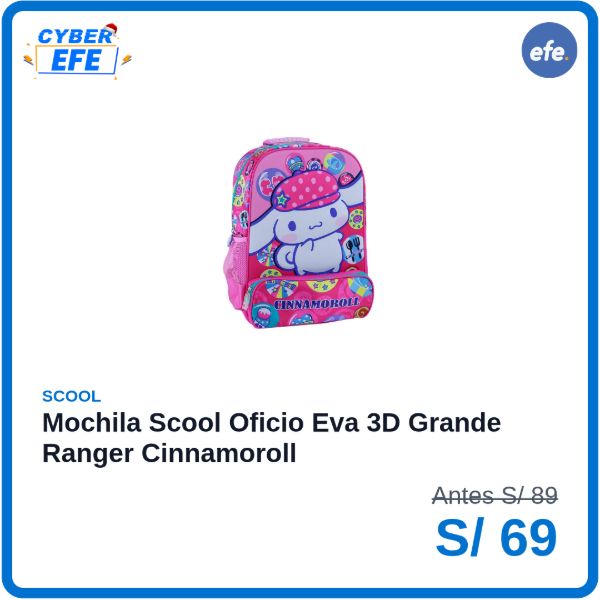 CYBER
EFE
efe.
CINNAMOROLL
SCOOL
Mochila Scool Oficio Eva 3D Grande
Ranger Cinnamoroll
Antes S/ 89
S/ 69